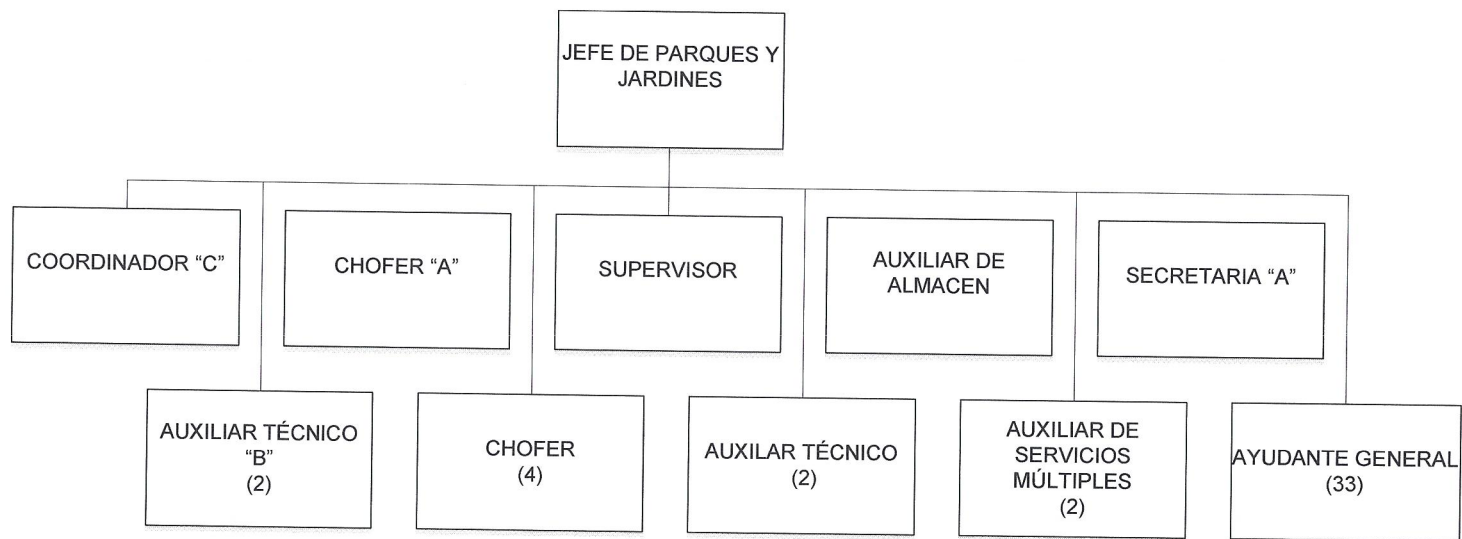 JEFE DE PARQUES Y
JARDINES
COORDINADOR “C”
CHOFER “A”
SUPERVISOR
AUXILIAR DE
ALMACEN
SECRETARIA “A”
AUXILIAR TÉCNICO
“B”
(2)
CHOFER
(4)
AUXILAR TÉCNICO
(2)
AUXILIAR DE
SERVICIOS
MÚLTIPLES
(2)
AYUDANTE GENERAL
(33)